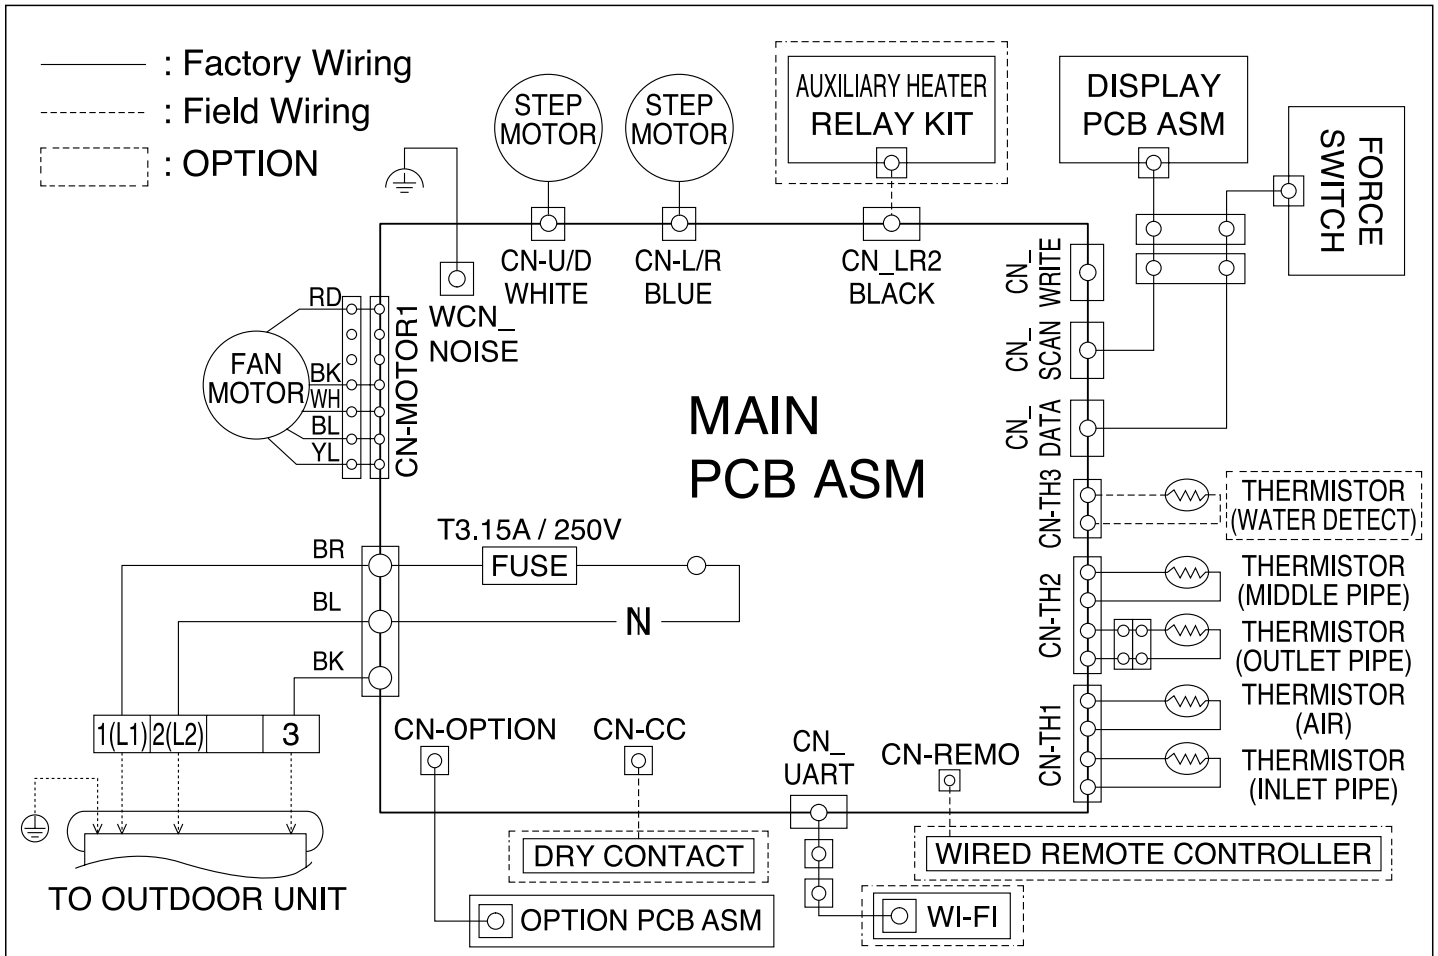 : Factory Wiring
: Field Wiring
: OPTION
STEP
MOTOR
STEP
MOTOR
AUXILIARY HEATER
RELAY KIT
DISPLAY
PCB ASM
FORCE
SWITCH
CN-U/D
WHITE
CN-L/R
BLUE
CN_LR2
BLACK
CN_
WRITE
WCN_
NOISE
RD
BK
WH
BL
YL
FAN
MOTOR
CN-MOTOR1
CN_
SCAN
CN_
DATA
MAIN
PCB ASM
CN-TH3
THERMISTOR
(WATER DETECT)
T3.15A / 250V
FUSE
N
BR
BL
BK
CN-TH2
THERMISTOR
(MIDDLE PIPE)
THERMISTOR
(OUTLET PIPE)
CN-TH1
THERMISTOR
(AIR)
THERMISTOR
(INLET PIPE)
1(L1) 2(L2) 3
CN-OPTION
CN-CC
CN_
UART
CN-REMO
TO OUTDOOR UNIT
DRY CONTACT
WIRED REMOTE CONTROLLER
OPTION PCB ASM
WI-FI